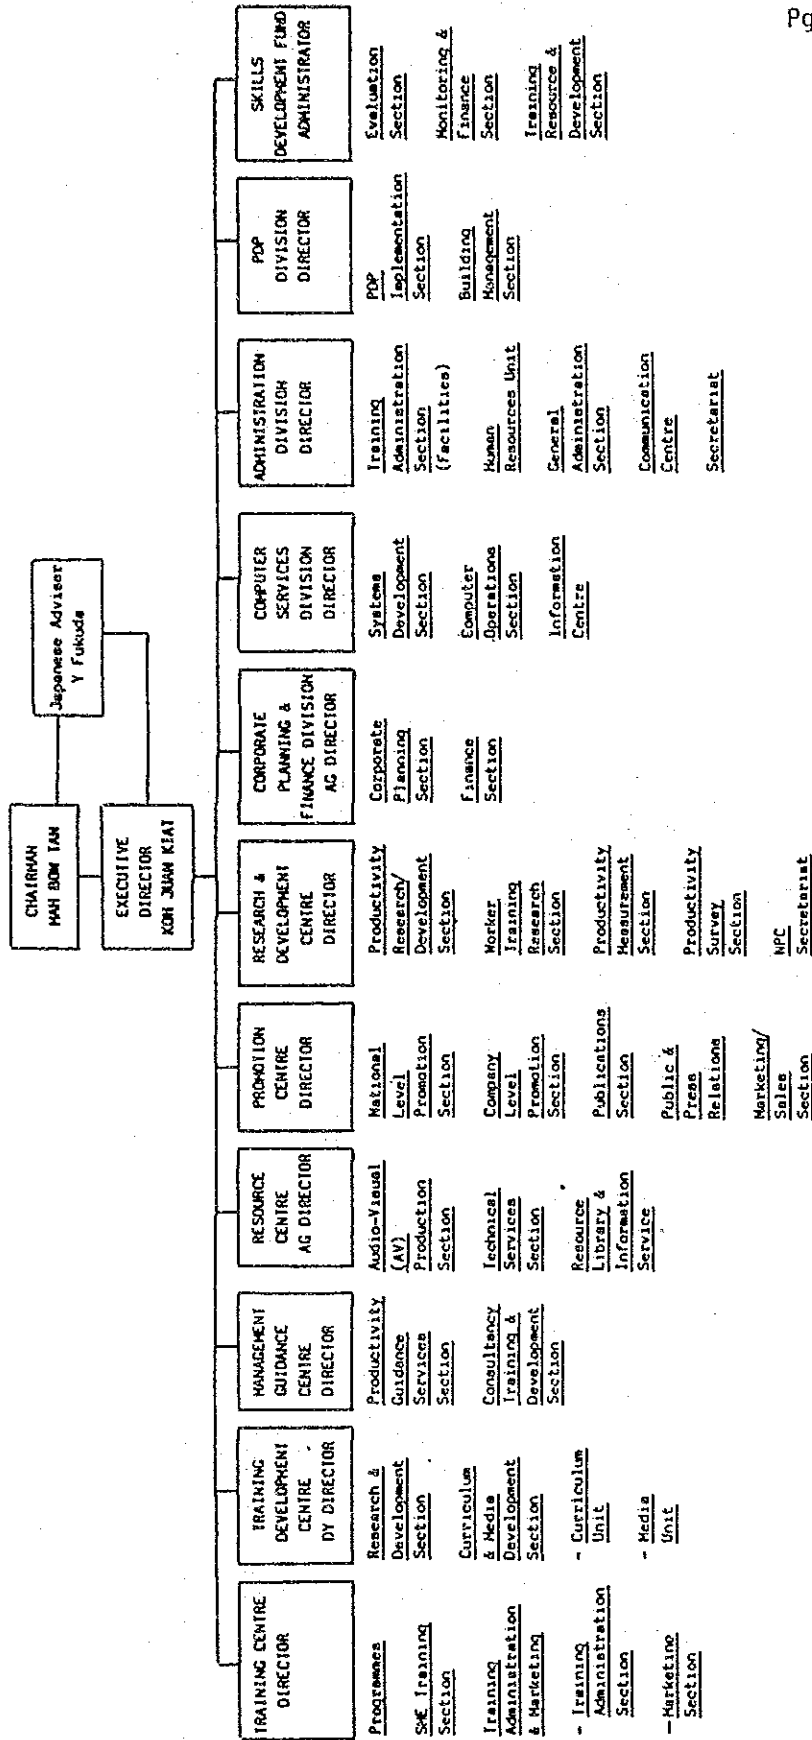 Pg
CHAIRMAN
MAH BOW TAN
Japanese Adviser
Y Fukuda
EXECUTIVE
DIRECTOR
KOH JUAN KIAT
TRAINING CENTRE
DIRECTOR
Programmes
SME Training
Section
Training
Administration
& Marketing
- Training
Administration
Section
- Marketing
Section
TRAINING
DEVELOPMENT
CENTRE
DY DIRECTOR
Research &
Development
Section
Curriculum
& Media
Development
Section
- Curriculum
Unit
- Media
Unit
MANAGEMENT
GUIDANCE
CENTRE
DIRECTOR
Productivity
Guidance
Services
Section
Consultancy
Training &
Development
Section
RESOURCE
CENTRE
AG DIRECTOR
Audio-Visual
(AV)
Production
Section
Technical
Services
Section
Resource
Library &
Information
Service
PROMOTION
CENTRE
DIRECTOR
National
Level
Promotion
Section
Company
Level
Promotion
Section
Publications
Section
Public &
Press
Relations
Marketing/
Sales
Section
RESEARCH &
DEVELOPMENT
CENTRE
DIRECTOR
Productivity
Research/
Development
Section
Worker
Training
Research
Section
Productivity
Measurement
Section
Productivity
Survey
Section
NPC
Secretariat
CORPORATE
PLANNING &
FINANCE DIVISION
AG DIRECTOR
Corporate
Planning
Section
Finance
Section
COMPUTER
SERVICES
DIVISION
DIRECTOR
Systems
Development
Section
Computer
Operations
Section
Information
Centre
ADMINISTRATION
DIVISION
DIRECTOR
Training
Administration
Section
(Facilities)
Human
Resources Unit
General
Administration
Section
Communication
Centre
Secretariat
PDP
DIVISION
DIRECTOR
PDP
Implementation
Section
Building
Management
Section
SKILLS
DEVELOPMENT FUND
ADMINISTRATOR
Evaluation
Section
Monitoring &
Finance
Section
Training
Resource &
Development
Section